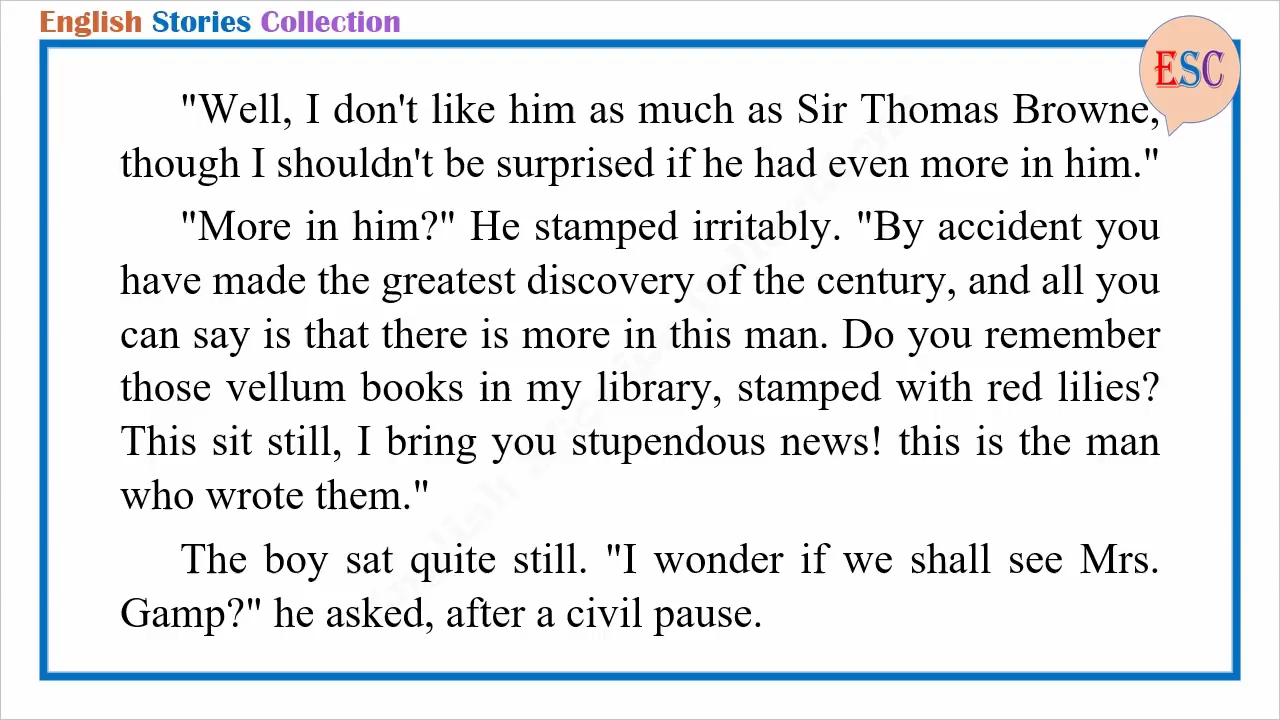 English Stories Collection
ESC
"Well, I don't like him as much as Sir Thomas Browne,
though I shouldn't be surprised if he had even more in him."
"More in him?" He stamped irritably. "By accident you
have made the greatest discovery of the century, and all you
can say is that there is more in this man. Do you remember
those vellum books in my library, stamped with red lilies?
This sit still, I bring you stupendous news! this is the man
who wrote them."
The boy sat quite still. "I wonder if we shall see Mrs.
Gamp?" he asked, after a civil pause.